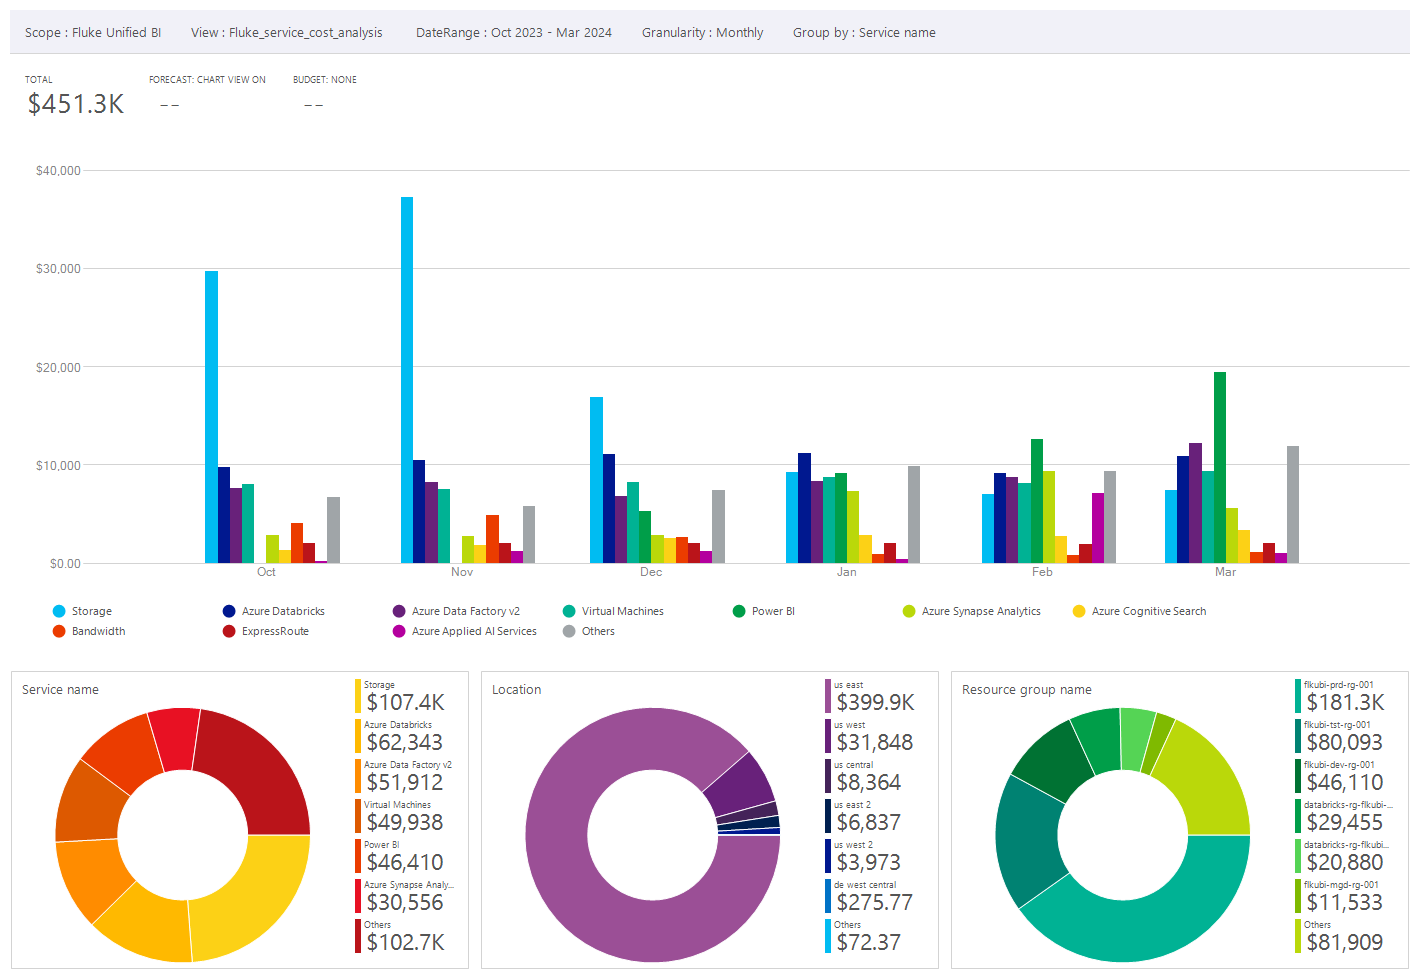 Scope : Fluke Unified BI View : Fluke_service_cost_analysis DateRange : Oct 2023 - Mar 2024 Granularity : Monthly Group by : Service name
TOTAL FORECAST: CHART VIEW ON BUDGET: NONE
$451.3K -- --
$40,000
$30,000
$20,000
$10,000
$0.00
Oct Nov Dec Jan Feb Mar
Storage Azure Databricks Azure Data Factory v2 Virtual Machines Power BI Azure Synapse Analytics Azure Cognitive Search
Bandwidth ExpressRoute Azure Applied AI Services Others
Service name
Storage
$107.4K
Azure Databricks
$62,343
Azure Data Factory v2
$51,912
Virtual Machines
$49,938
Power BI
$46,410
Azure Synapse Analy...
$30,556
Others
$102.7K
Location
us east
$399.9K
us west
$31,848
us central
$8,364
us east 2
$6,837
us west 2
$3,973
de west central
$275.77
Others
$72.37
Resource group name
flkubi-prd-rg-001
$181.3K
flkubi-tst-rg-001
$80,093
flkubi-dev-rg-001
$46,110
databricks-rg-flkubi-...
$29,455
databricks-rg-flkubi...
$20,880
flkubi-mgd-rg-001
$11,533
Others
$81,909